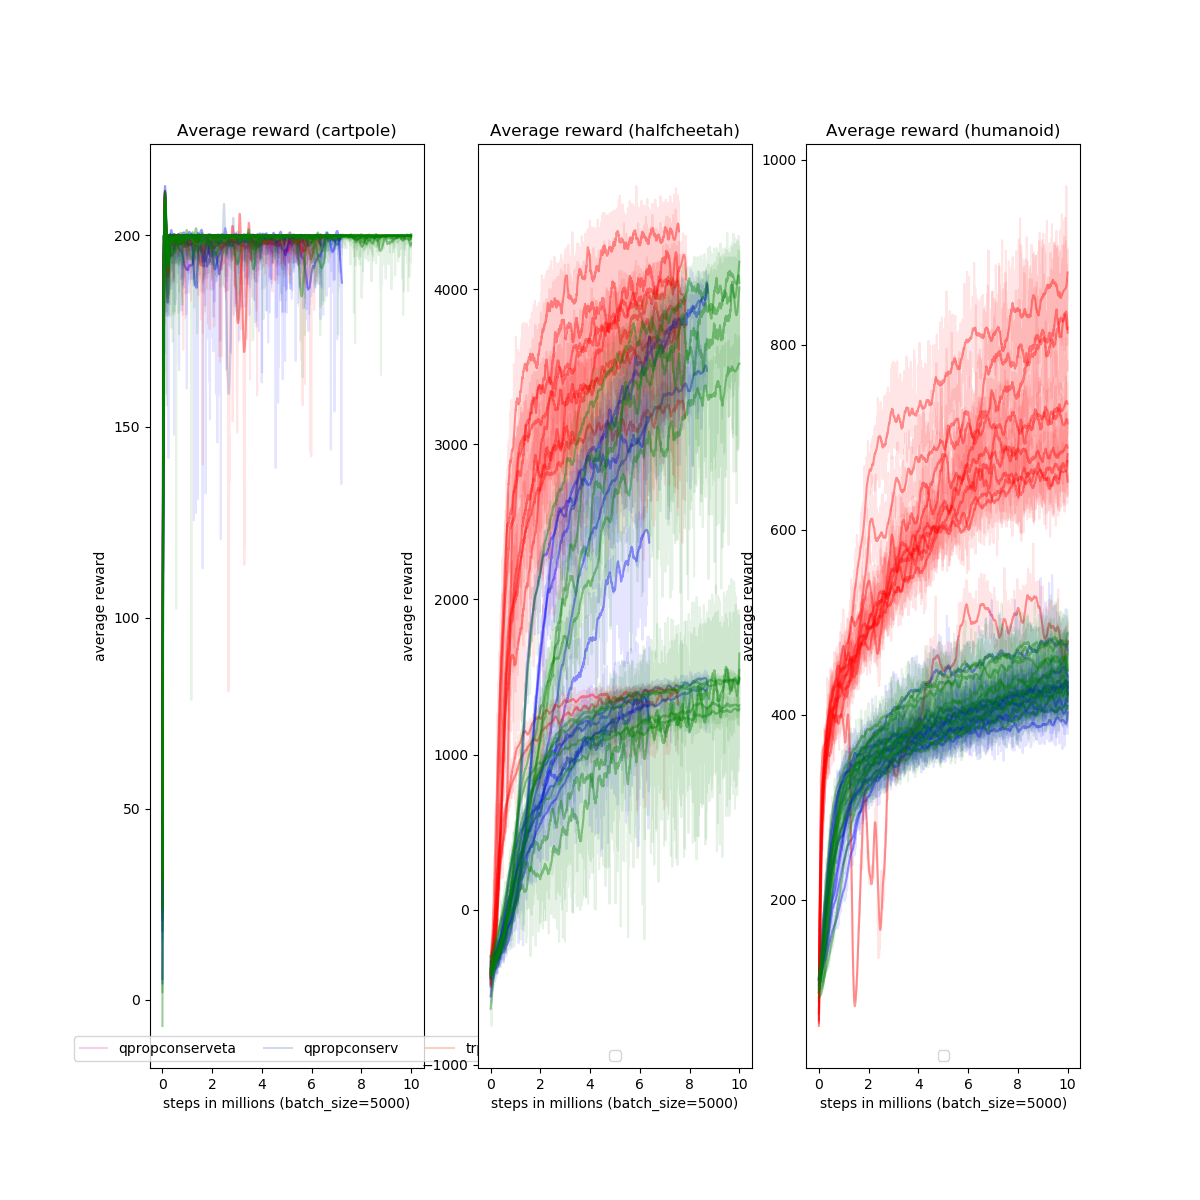 Average reward (cartpole)
200
150
100
50
0
average reward
qpropconserveta qpropconserv
0 2 4 6 8 10
steps in millions (batch_size=5000)
Average reward (halfcheetah)
4000
3000
2000
1000
0
−1000
average reward
0 2 4 6 8 10
steps in millions (batch_size=5000)
Average reward (humanoid)
1000
800
600
400
200
average reward
0 2 4 6 8 10
steps in millions (batch_size=5000)